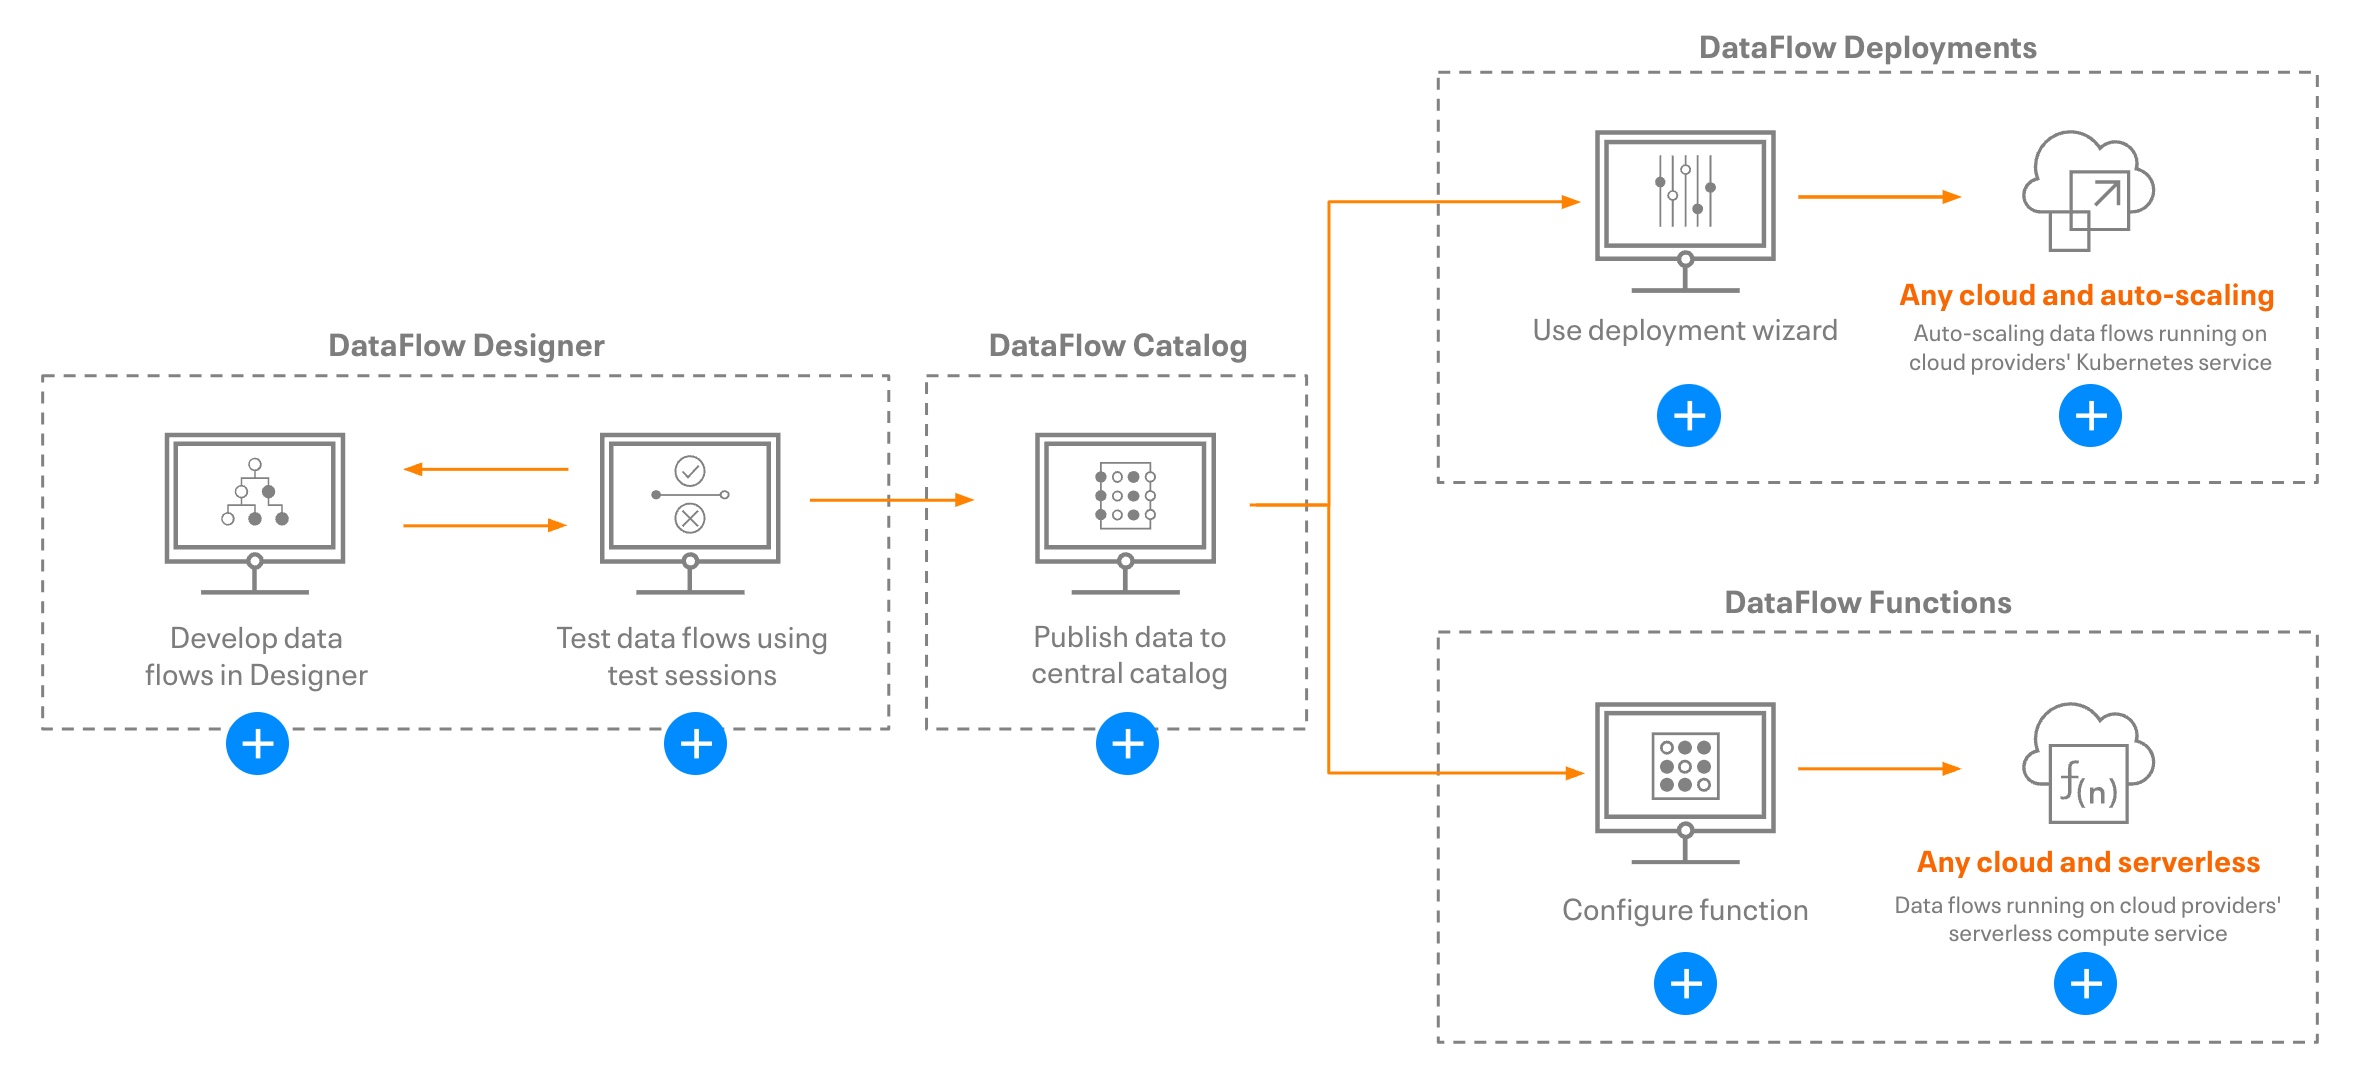 DataFlow Designer
Develop data
flows in Designer
Test data flows using
test sessions
DataFlow Catalog
Publish data to
central catalog
DataFlow Deployments
Use deployment wizard
Any cloud and auto-scaling
Auto-scaling data flows running on
cloud providers' Kubernetes service
DataFlow Functions
Configure function
f(n)
Any cloud and serverless
Data flows running on cloud providers'
serverless compute service